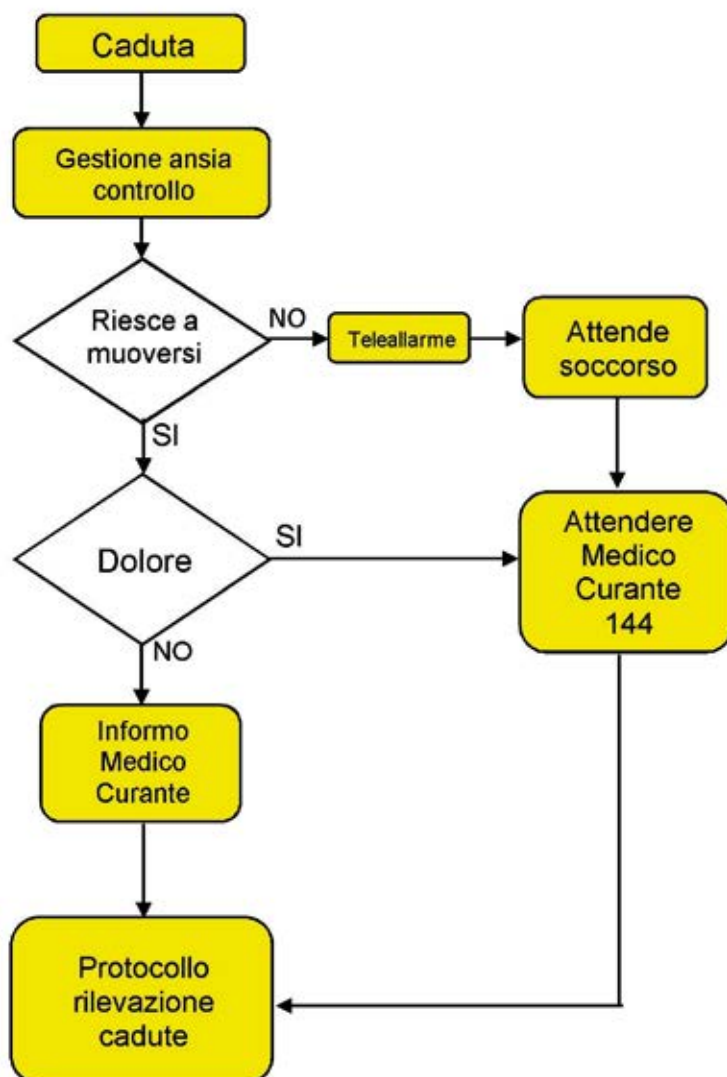 Caduta
Gestione ansia
controllo
Riesce a
muoversi
NO
Teleallarme
Attende
soccorso
SI
Dolore
SI
Attendere
Medico
Curante
144
NO
Informo
Medico
Curante
Protocollo
rilevazione
cadute